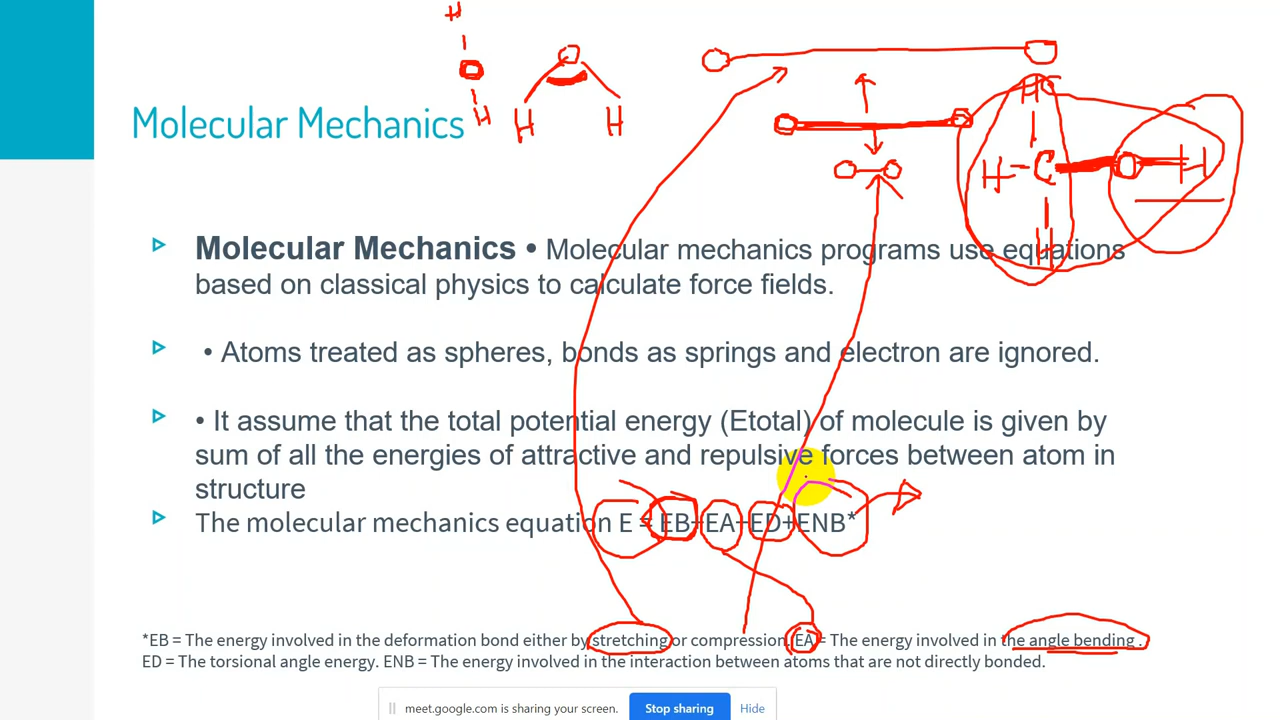 H
H
H
H
H C
H- C H
H
Molecular Mechanics
Molecular Mechanics • Molecular mechanics programs use equations
based on classical physics to calculate force fields.
• Atoms treated as spheres, bonds as springs and electron are ignored.
• It assume that the total potential energy (Etotal) of molecule is given by
sum of all the energies of attractive and repulsive forces between atom in
structure
The molecular mechanics equation E = EB+EA+ED+ENB*
*EB = The energy involved in the deformation bond either by stretching or compression. EA = The energy involved in the angle bending .
ED = The torsional angle energy. ENB = The energy involved in the interaction between atoms that are not directly bonded.
meet.google.com is sharing your screen. Stop sharing Hide